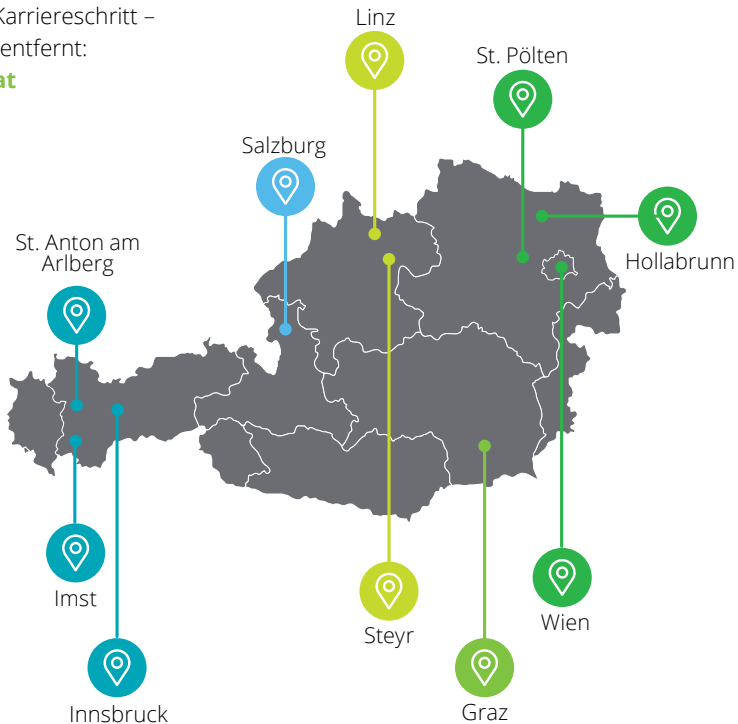 Karriereschritt –
entfernt:
at
Linz
St. Pölten
Salzburg
St. Anton am
Arlberg
Hollabrunn
Imst
Steyr
Wien
Innsbruck
Graz